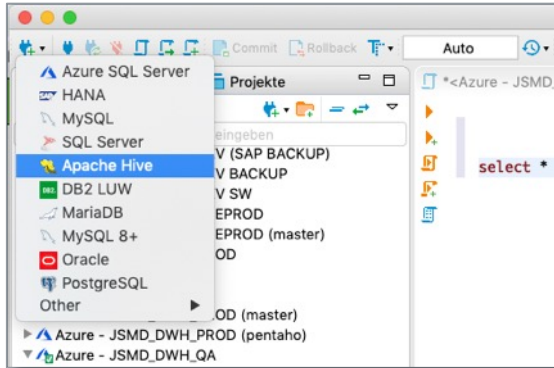 Commit Rollback T Auto
Azure SQL Server
HANA
MySQL
SQL Server
Apache Hive
DB2 LUW
MariaDB
MySQL 8+
Oracle
PostgreSQL
Other
Projekte
eingeben
V (SAP BACKUP)
V BACKUP
V SW
EPROD
EPROD (master)
OD
OD (master)
Azure - JSMD_DWH_PROD (pentaho)
Azure - JSMD_DWH_QA
*<Azure - JSMD_
select *